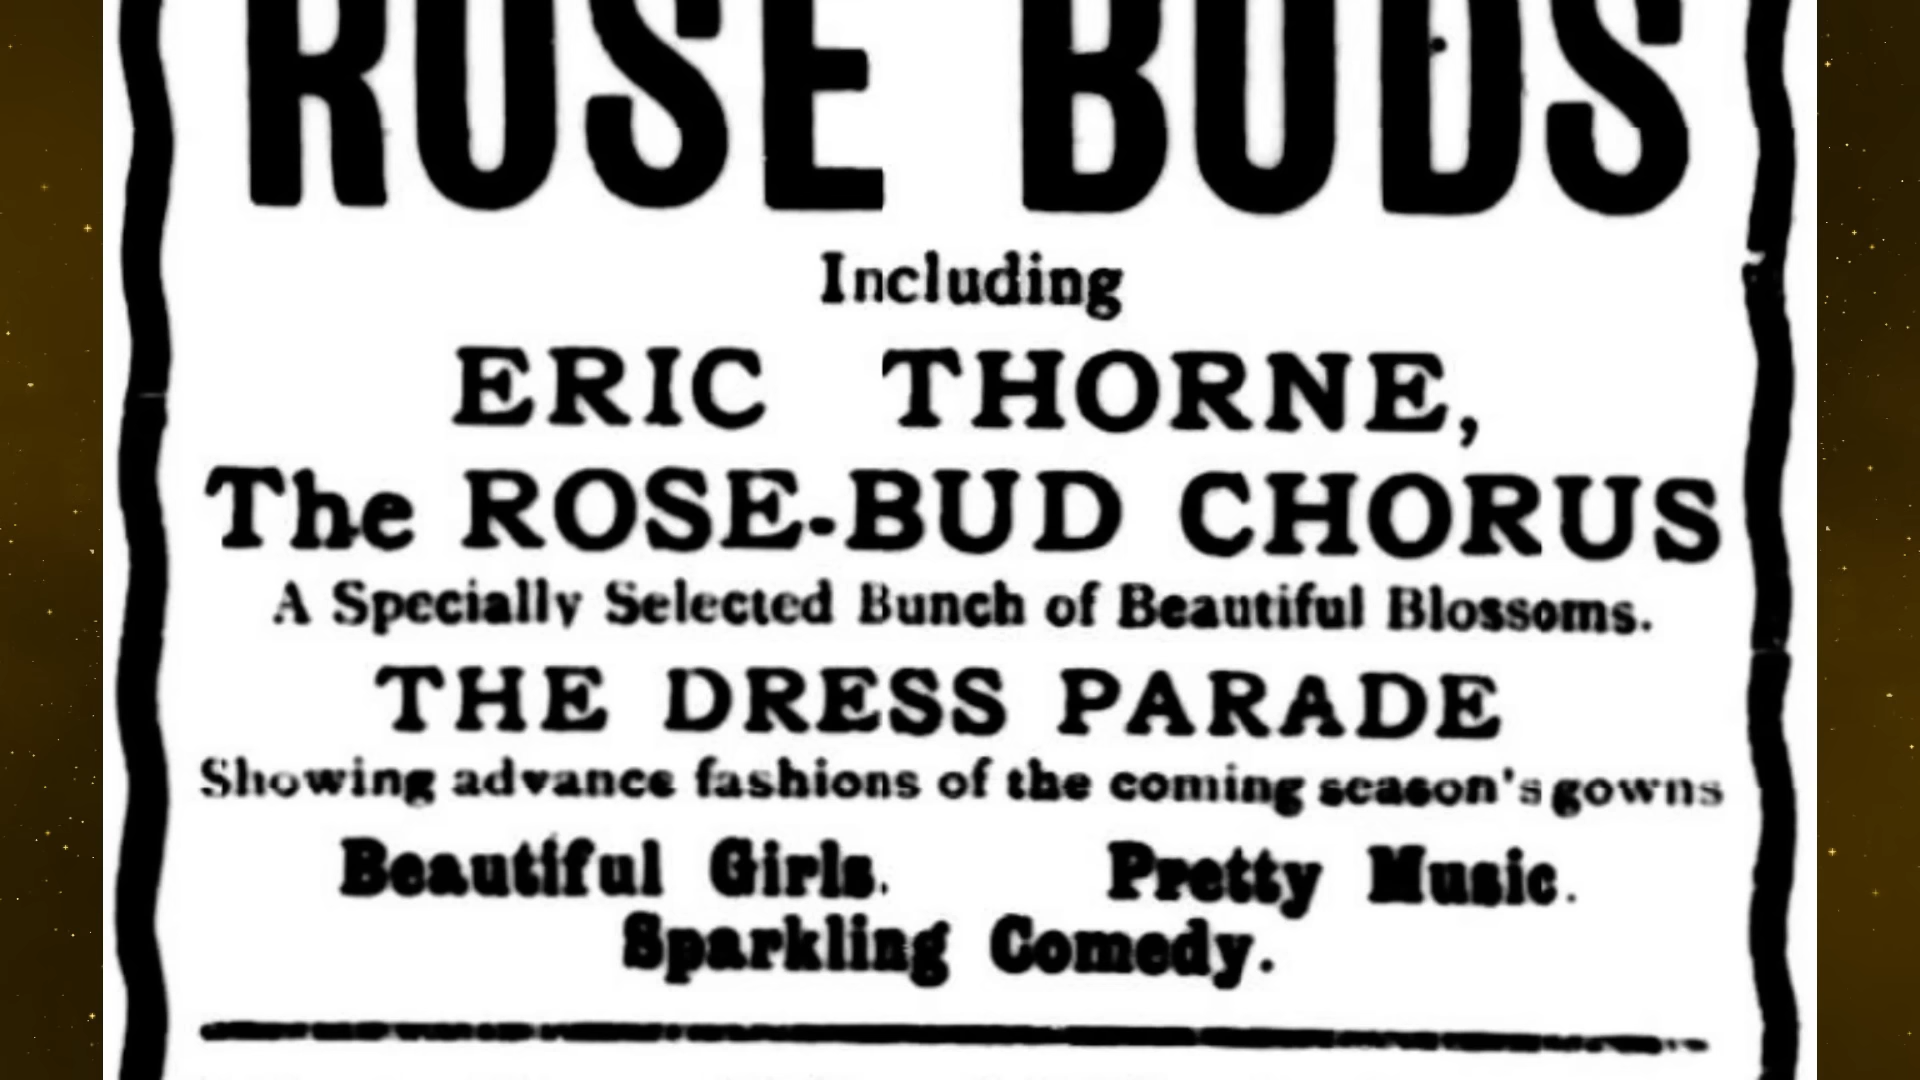 ROSE BUDS
Including
ERIC THORNE,
The ROSE-BUD CHORUS
A Specially Selected Bunch of Beautiful Blossoms.
THE DRESS PARADE
Showing advance fashions of the coming season's gowns
Beautiful Girls. Pretty Music.
Sparkling Comedy.